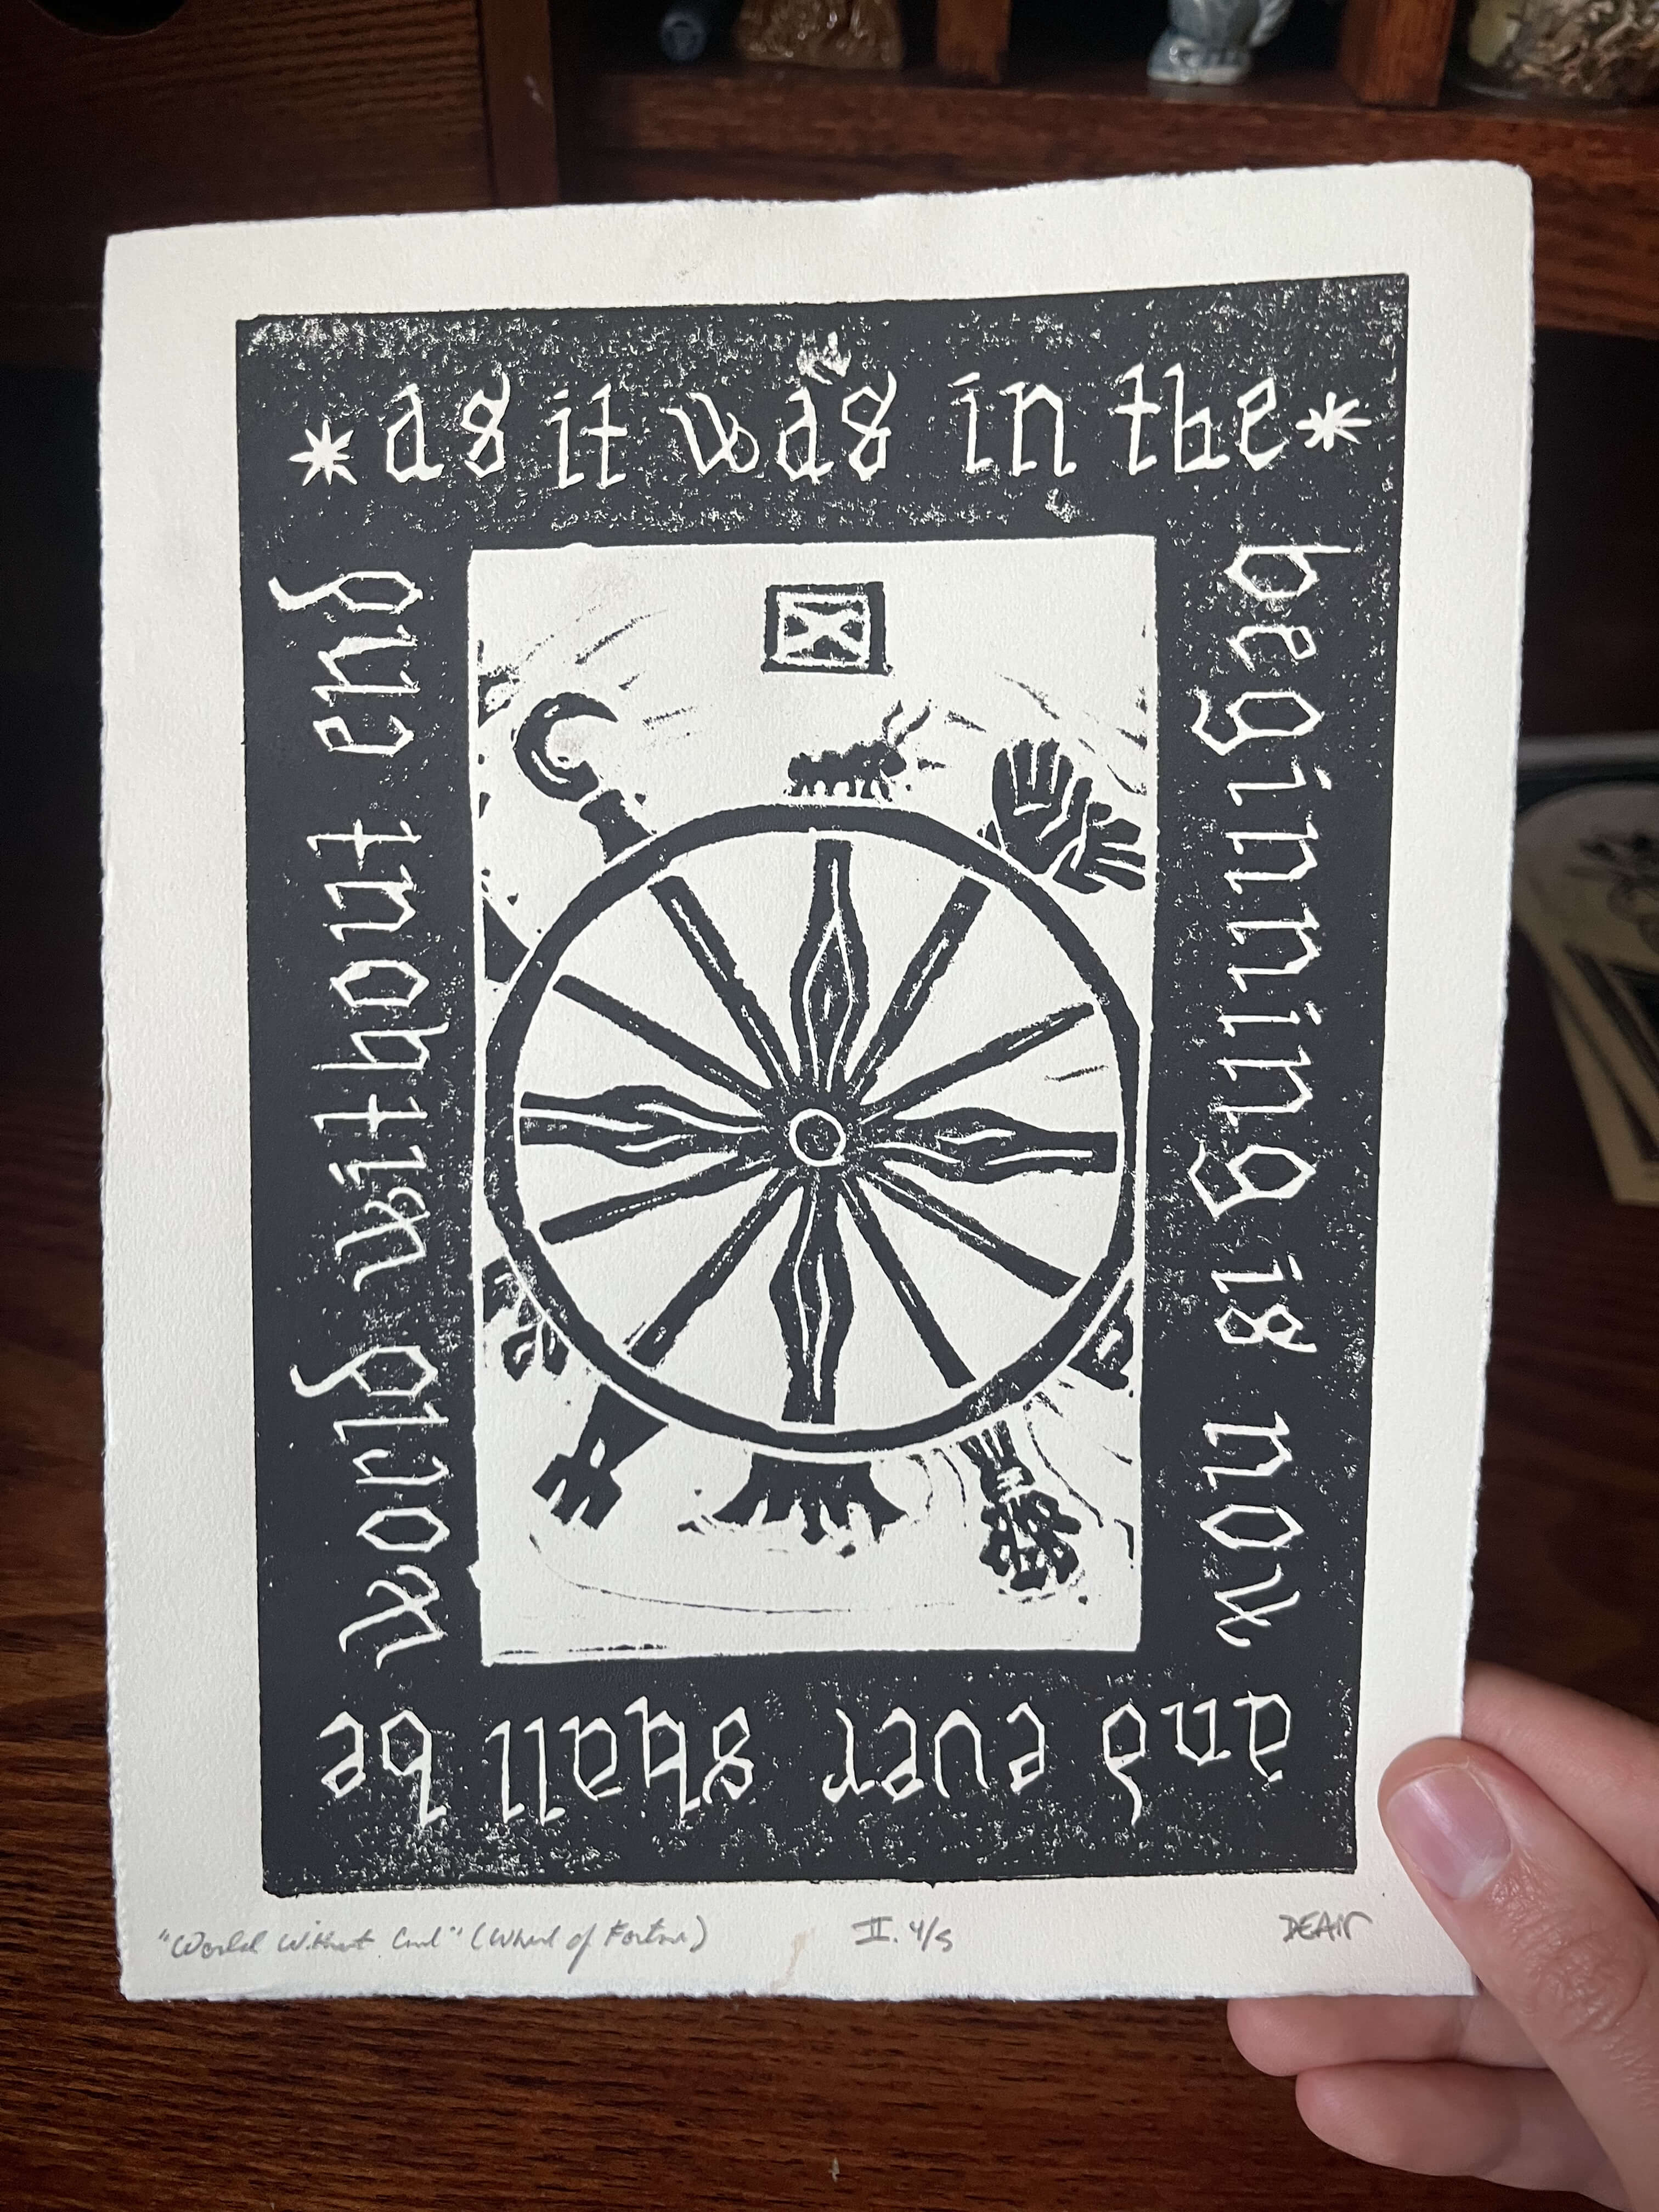 *as it was in the*
beginning is now
and ever shall be
world without end
"World Without End" (Wheel of Fortune)
II. 4/5
DEAN